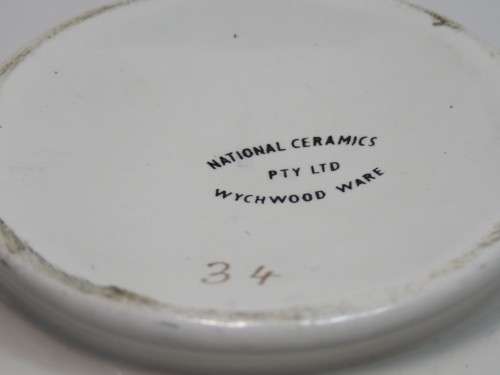 NATIONAL CERAMICS
PTY LTD
WYCHWOOD WARE
34